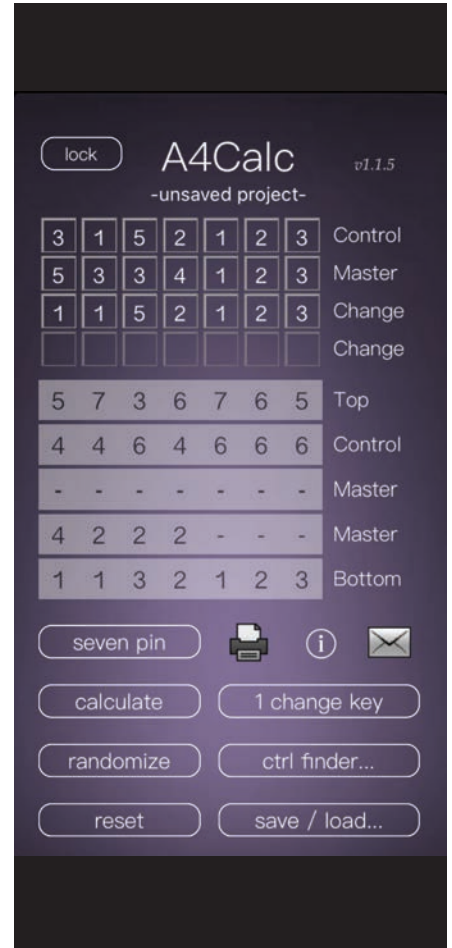 lock A4Calc v1.1.5
-unsaved project-
3 1 5 2 1 2 3 Control
5 3 3 4 1 2 3 Master
1 1 5 2 1 2 3 Change
Change
5 7 3 6 7 6 5 Top
4 4 6 4 6 6 6 Control
- - - - - - - Master
4 2 2 2 - - - Master
1 1 3 2 1 2 3 Bottom
seven pin i
calculate 1 change key
randomize ctrl finder...
reset save / load...